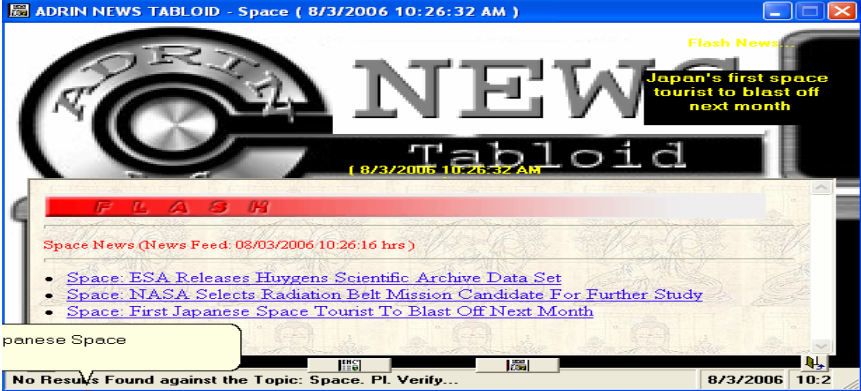 ADRIN NEWS TABLOID - Space ( 8/3/2006 10:26:32 AM )
ADRIN
NEWS
Tabloid
Flash News...
Japan's first space
tourist to blast off
next month
( 8/3/2006 10:26:32 AM
FLASH
Space News (News Feed: 08/03/2006 10:26:16 hrs )
Space: ESA Releases Huygens Scientific Archive Data Set
Space: NASA Selects Radiation Belt Mission Candidate For Further Study
Space: First Japanese Space Tourist To Blast Off Next Month
panese Space
No Results Found against the Topic: Space. Pl. Verify...
8/3/2006
10:2